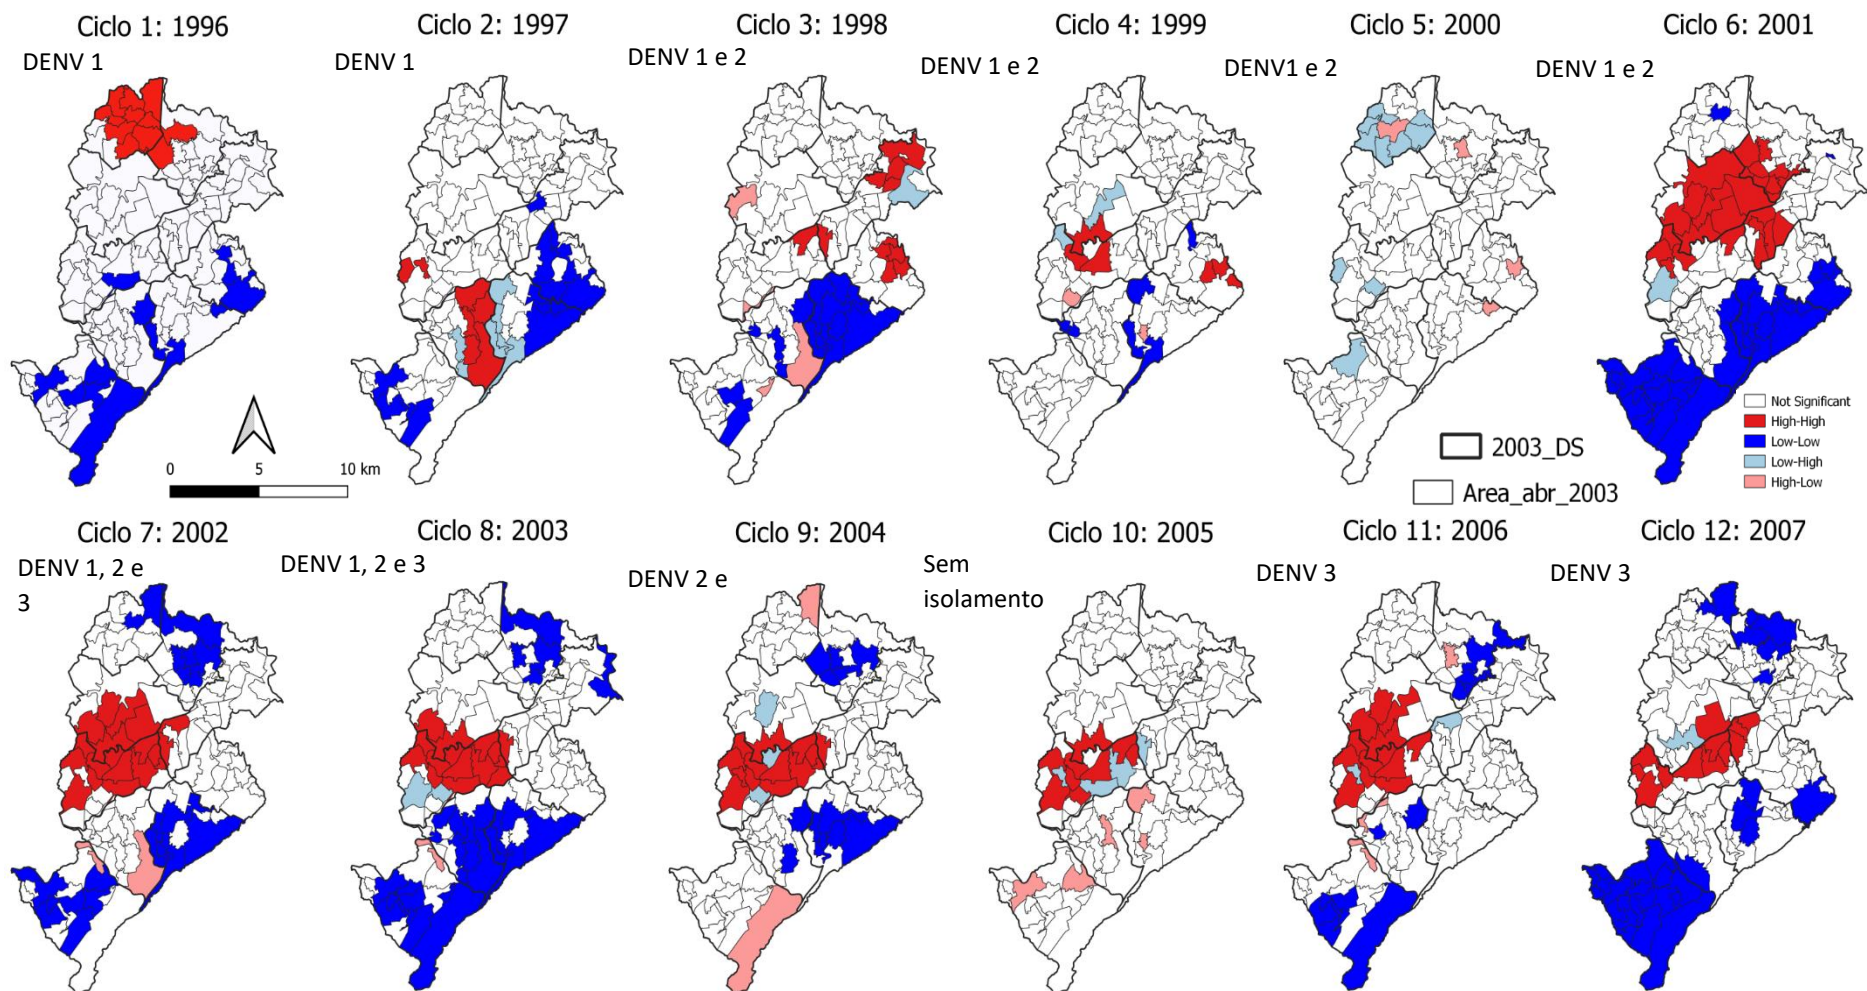 Ciclo 1: 1996
DENV 1
Ciclo 2: 1997
DENV 1
Ciclo 3: 1998
DENV 1 e 2
Ciclo 4: 1999
DENV 1 e 2
Ciclo 5: 2000
DENV1 e 2
Ciclo 6: 2001
DENV 1 e 2
0 5 10 km
2003_DS
Area_abr_2003
Not Significant
High-High
Low-Low
Low-High
High-Low
Ciclo 7: 2002
DENV 1, 2 e
3
Ciclo 8: 2003
DENV 1, 2 e 3
Ciclo 9: 2004
DENV 2 e
Ciclo 10: 2005
Sem
isolamento
Ciclo 11: 2006
DENV 3
Ciclo 12: 2007
DENV 3